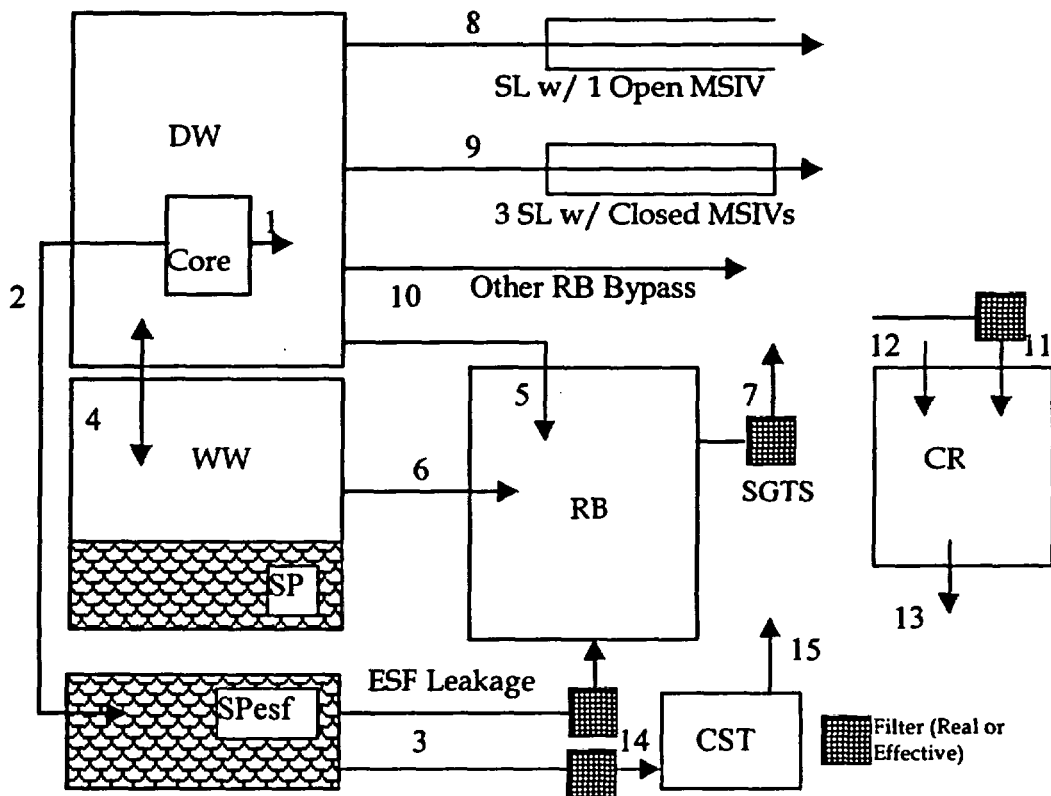 8
SL w/ 1 Open MSIV
DW
9
3 SL w/ Closed MSIVs
1
Core
2
10
Other RB Bypass
12
11
4
WW
5
7
CR
6
RB
SGTS
SP
13
15
ESF Leakage
SPesf
3
14
CST
Filter (Real or
Effective)